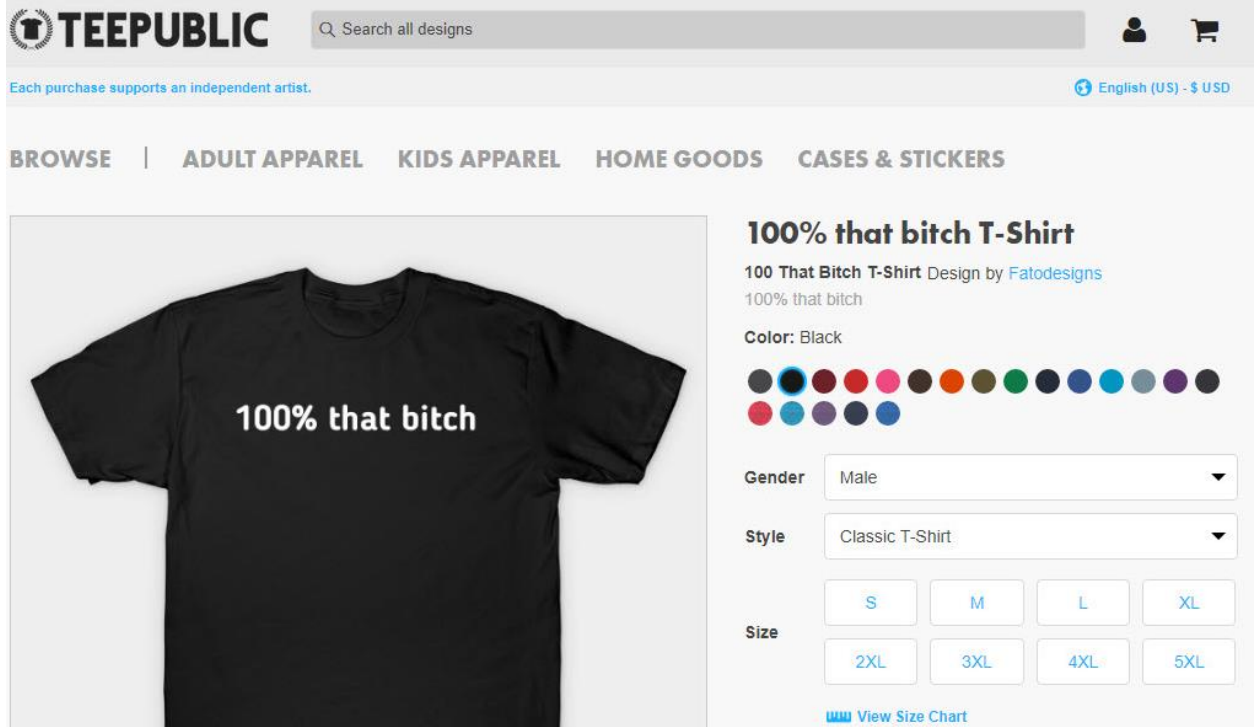 TEEPUBLIC
Search all designs
Each purchase supports an independent artist.
English (US) - $ USD
BROWSE | ADULT APPAREL KIDS APPAREL HOME GOODS CASES & STICKERS
100% that bitch T-Shirt
100 That Bitch T-Shirt Design by Fatodesigns
100% that bitch
Color: Black
100% that bitch
Gender Male
Style Classic T-Shirt
Size
S M L XL
2XL 3XL 4XL 5XL
View Size Chart